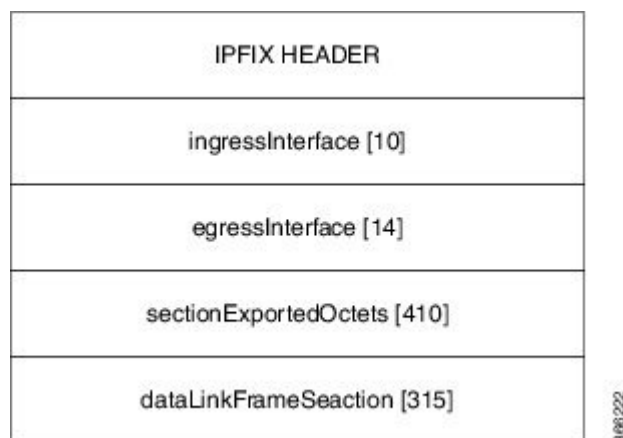 IPFIX HEADER
ingressInterface [10]
egressInterface [14]
sectionExportedOctets [410]
dataLinkFrameSeaction [315]